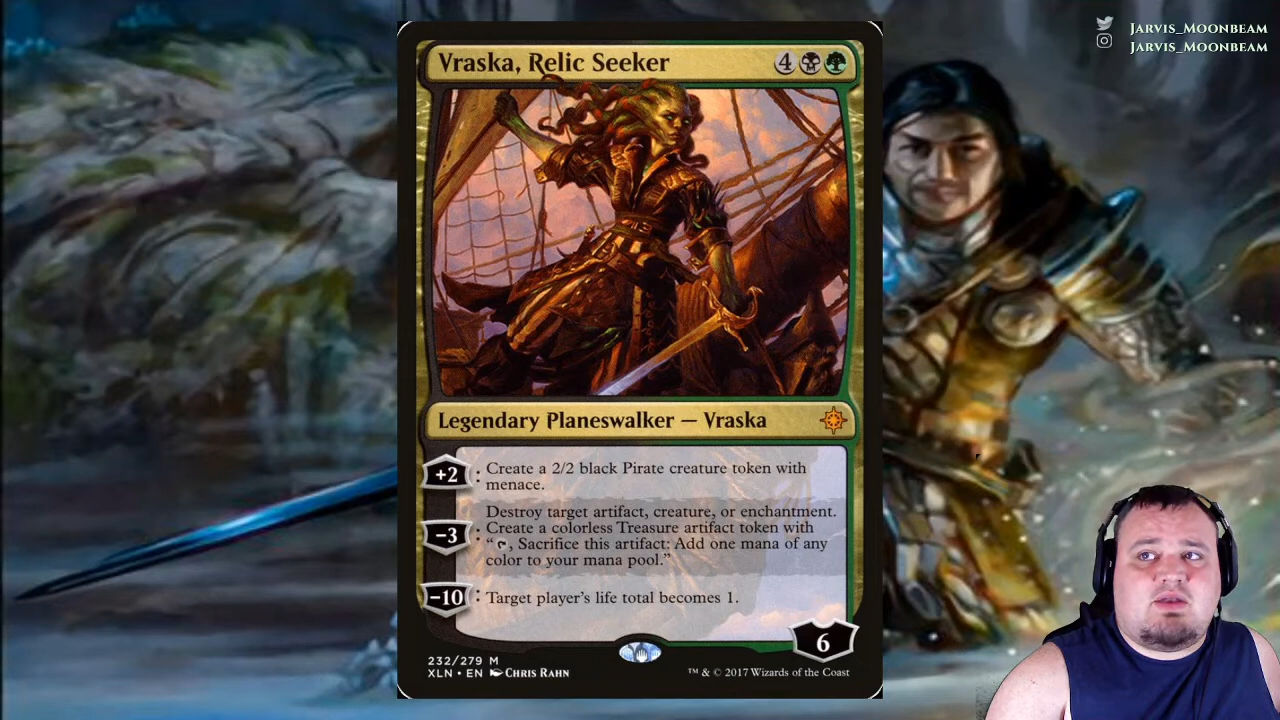 Jarvis_Moonbeam
Jarvis_Moonbeam
Vraska, Relic Seeker
4
Legendary Planeswalker — Vraska
+2 : Create a 2/2 black Pirate creature token with
menace.
Destroy target artifact, creature, or enchantment.
-3 : Create a colorless Treasure artifact token with
“, Sacrifice this artifact: Add one mana of any
color to your mana pool.”
-10 : Target player's life total becomes 1.
6
232/279 M
XLN • EN Chris Rahn
™ & © 2017 Wizards of the Coast